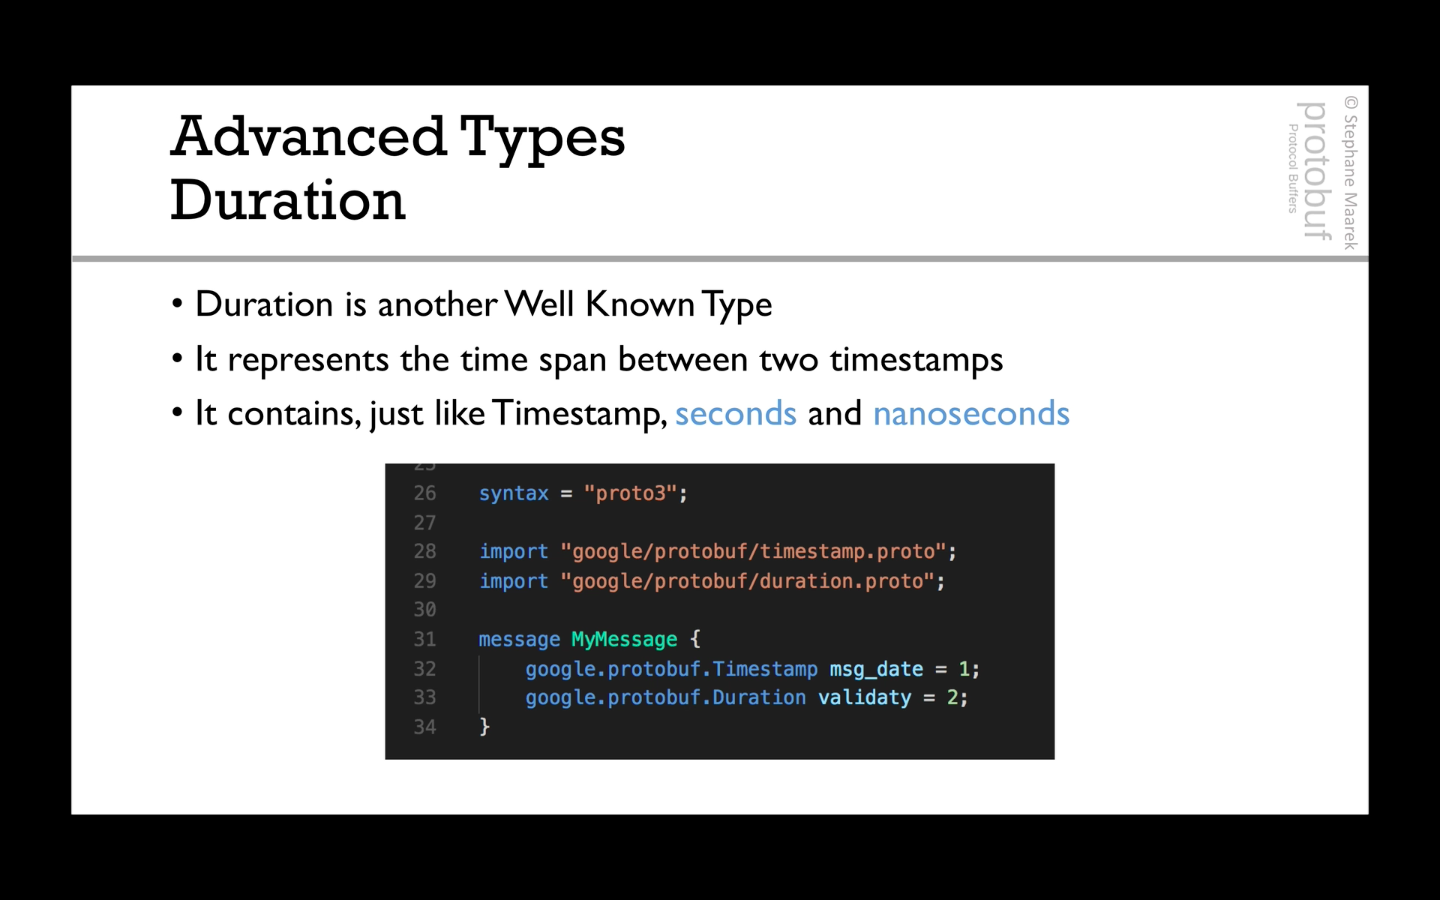 Advanced Types
Duration
© Stephane Maarek
protobuf
Protocol Buffers
• Duration is another Well Known Type
• It represents the time span between two timestamps
• It contains, just like Timestamp, seconds and nanoseconds
25
26 syntax = "proto3";
27
28 import "google/protobuf/timestamp.proto";
29 import "google/protobuf/duration.proto";
30
31 message MyMessage {
32 google.protobuf.Timestamp msg_date = 1;
33 google.protobuf.Duration validaty = 2;
34 }